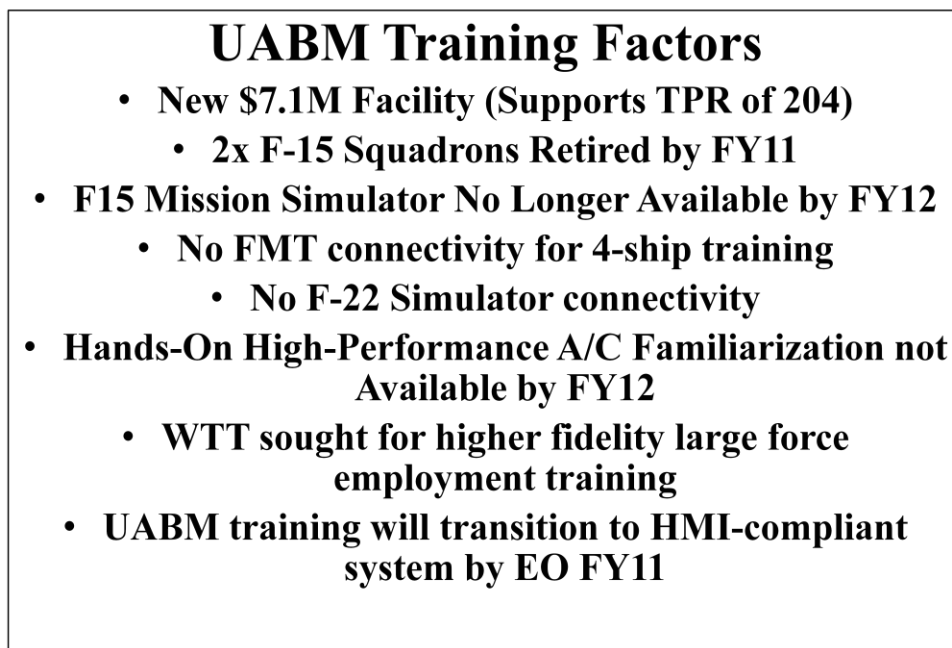 UABM Training Factors
• New $7.1M Facility (Supports TPR of 204)
• 2x F-15 Squadrons Retired by FY11
• F15 Mission Simulator No Longer Available by FY12
• No FMT connectivity for 4-ship training
• No F-22 Simulator connectivity
• Hands-On High-Performance A/C Familiarization not
Available by FY12
• WTT sought for higher fidelity large force
employment training
• UABM training will transition to HMI-compliant
system by EO FY11